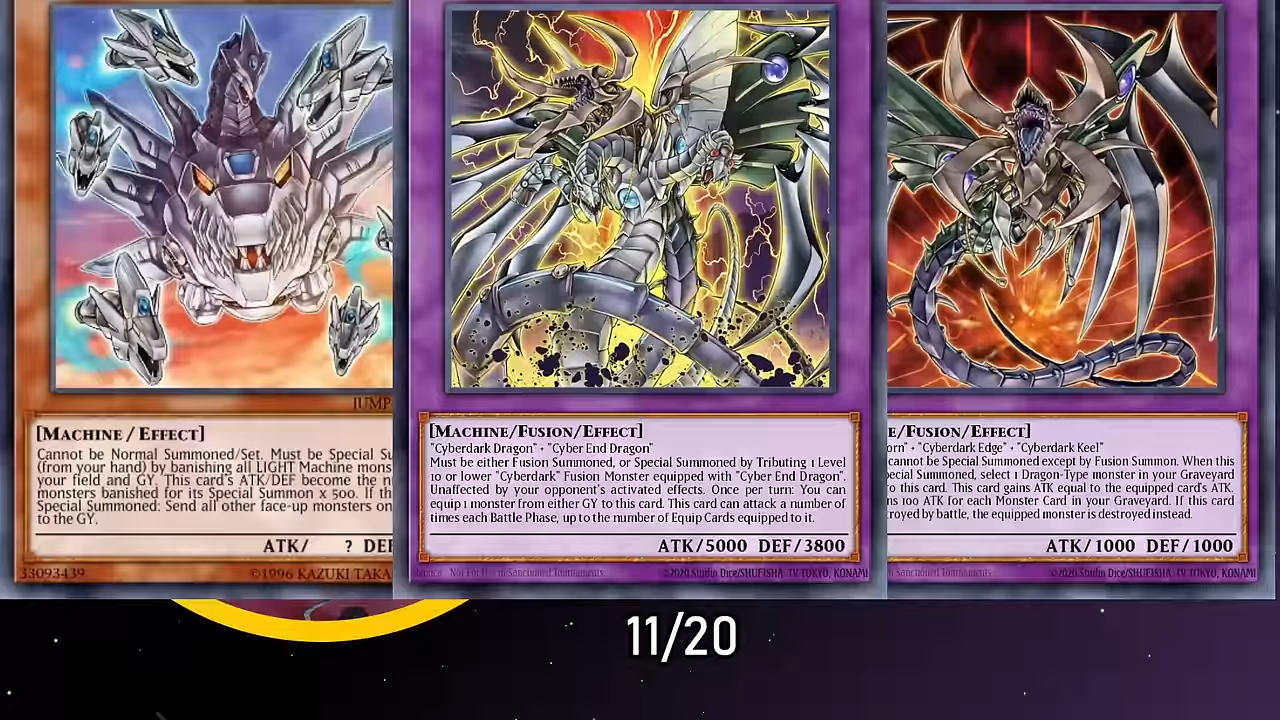 JUMP
[MACHINE / EFFECT]
Cannot be Normal Summoned/Set. Must be Special Su
(from your hand) by banishing all LIGHT Machine mons
your field and GY. This card's ATK/DEF become the n
monsters banished for its Special Summon x 500. If th
Special Summoned: Send all other face-up monsters on
to the GY.
ATK/ ? DEF
33093439 ©1996 KAZUKI TAKA
[MACHINE/FUSION/EFFECT]
"Cyberdark Dragon" + "Cyber End Dragon"
Must be either Fusion Summoned, or Special Summoned by Tributing 1 Level
10 or lower "Cyberdark" Fusion Monster equipped with "Cyber End Dragon".
Unaffected by your opponent's activated effects. Once per turn: You can
equip 1 monster from either GY to this card. This card can attack a number of
times each Battle Phase, up to the number of Equip Cards equipped to it.
ATK/5000 DEF/3800
Not For Use in Sanctioned Tournaments ©2020 Studio Dice/SHUEISHA, TV TOKYO, KONAMI
E/FUSION/EFFECT]
orn" + "Cyberdark Edge" + "Cyberdark Keel"
cannot be Special Summoned except by Fusion Summon. When this
pecial Summoned, select 1 Dragon-Type monster in your Graveyard
o this card. This card gains ATK equal to the equipped card's ATK.
ns 100 ATK for each Monster Card in your Graveyard. If this card
troyed by battle, the equipped monster is destroyed instead.
ATK/1000 DEF/1000
n Sanctioned Tournaments ©2020 Studio Dice/SHUEISHA, TV TOKYO, KONAMI
11/20